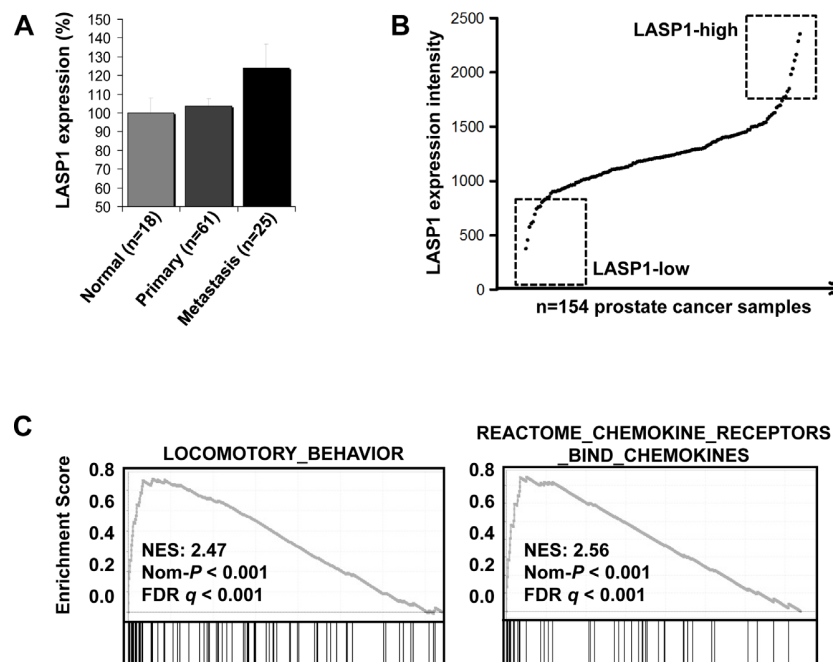 A
LASP1 expression (%)
150
140
130
120
110
100
90
80
70
60
50
Normal (n=18)
Primary (n=61)
Metastasis (n=25)
B
LASP1 expression intensity
2500
2000
1500
1000
500
0
LASP1-high
LASP1-low
n=154 prostate cancer samples
C
Enrichment Score
LOCOMOTORY_BEHAVIOR
0.8
0.6
0.4
0.2
0.0
NES: 2.47
Nom-P < 0.001
FDR q < 0.001
REACTOME_CHEMOKINE_RECEPTORS
_BIND_CHEMOKINES
0.8
0.6
0.4
0.2
0.0
NES: 2.56
Nom-P < 0.001
FDR q < 0.001